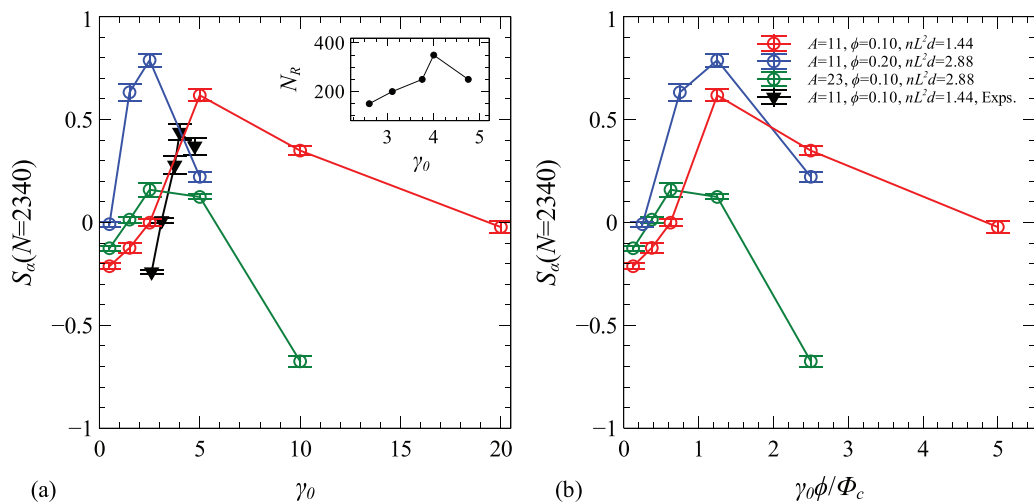 1
0.5
0
−0.5
−1
S_α(N=2340)
0
5
10
15
20
γ_0
(a)
400
200
N_R
3
4
5
γ_0
1
0.5
0
−0.5
−1
S_α(N=2340)
0
1
2
3
4
5
γ_0ϕ/Φ_c
(b)
A=11, ϕ=0.10, nL²d=1.44
A=11, ϕ=0.20, nL²d=2.88
A=23, ϕ=0.10, nL²d=2.88
A=11, ϕ=0.10, nL²d=1.44, Exps.